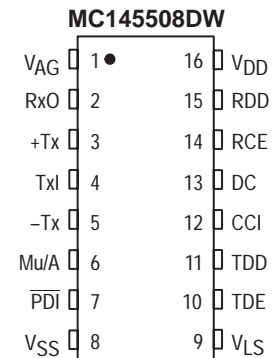 MC145508DW
VAG 1 16 VDD
RxO 2 15 RDD
+Tx 3 14 RCE
TxI 4 13 DC
–Tx 5 12 CCI
Mu/A 6 11 TDD
PDI 7 10 TDE
VSS 8 9 VLS